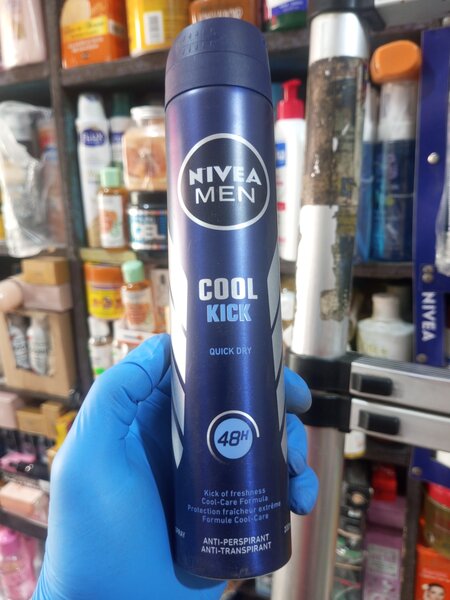 NIVEA
MEN
COOL
KICK
QUICK DRY
48H
Kick of freshness
Cool-Care Formula
Protection fraîcheur extrême
Formule Cool-Care
SPRAY
ANTI-PERSPIRANT
ANTI-TRANSPIRANT
NIVEA